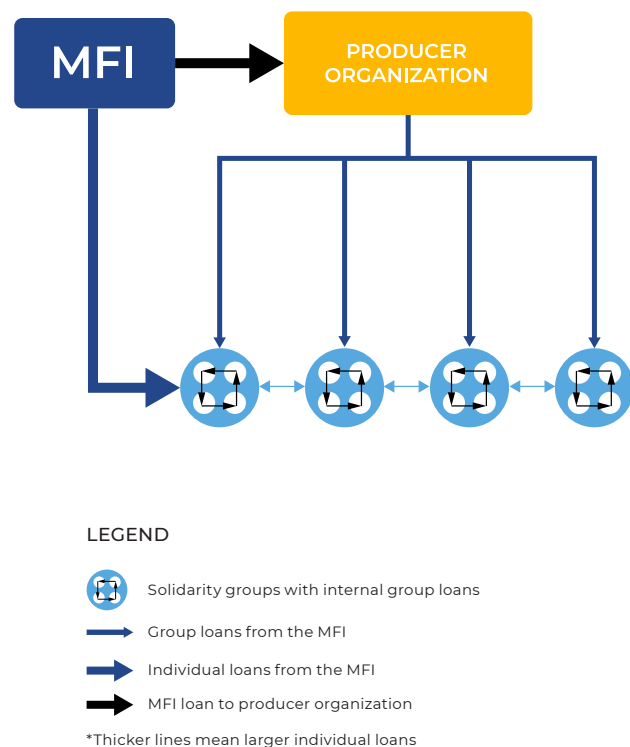 MFI
PRODUCER
ORGANIZATION
LEGEND
Solidarity groups with internal group loans
Group loans from the MFI
Individual loans from the MFI
MFI loan to producer organization
*Thicker lines mean larger individual loans